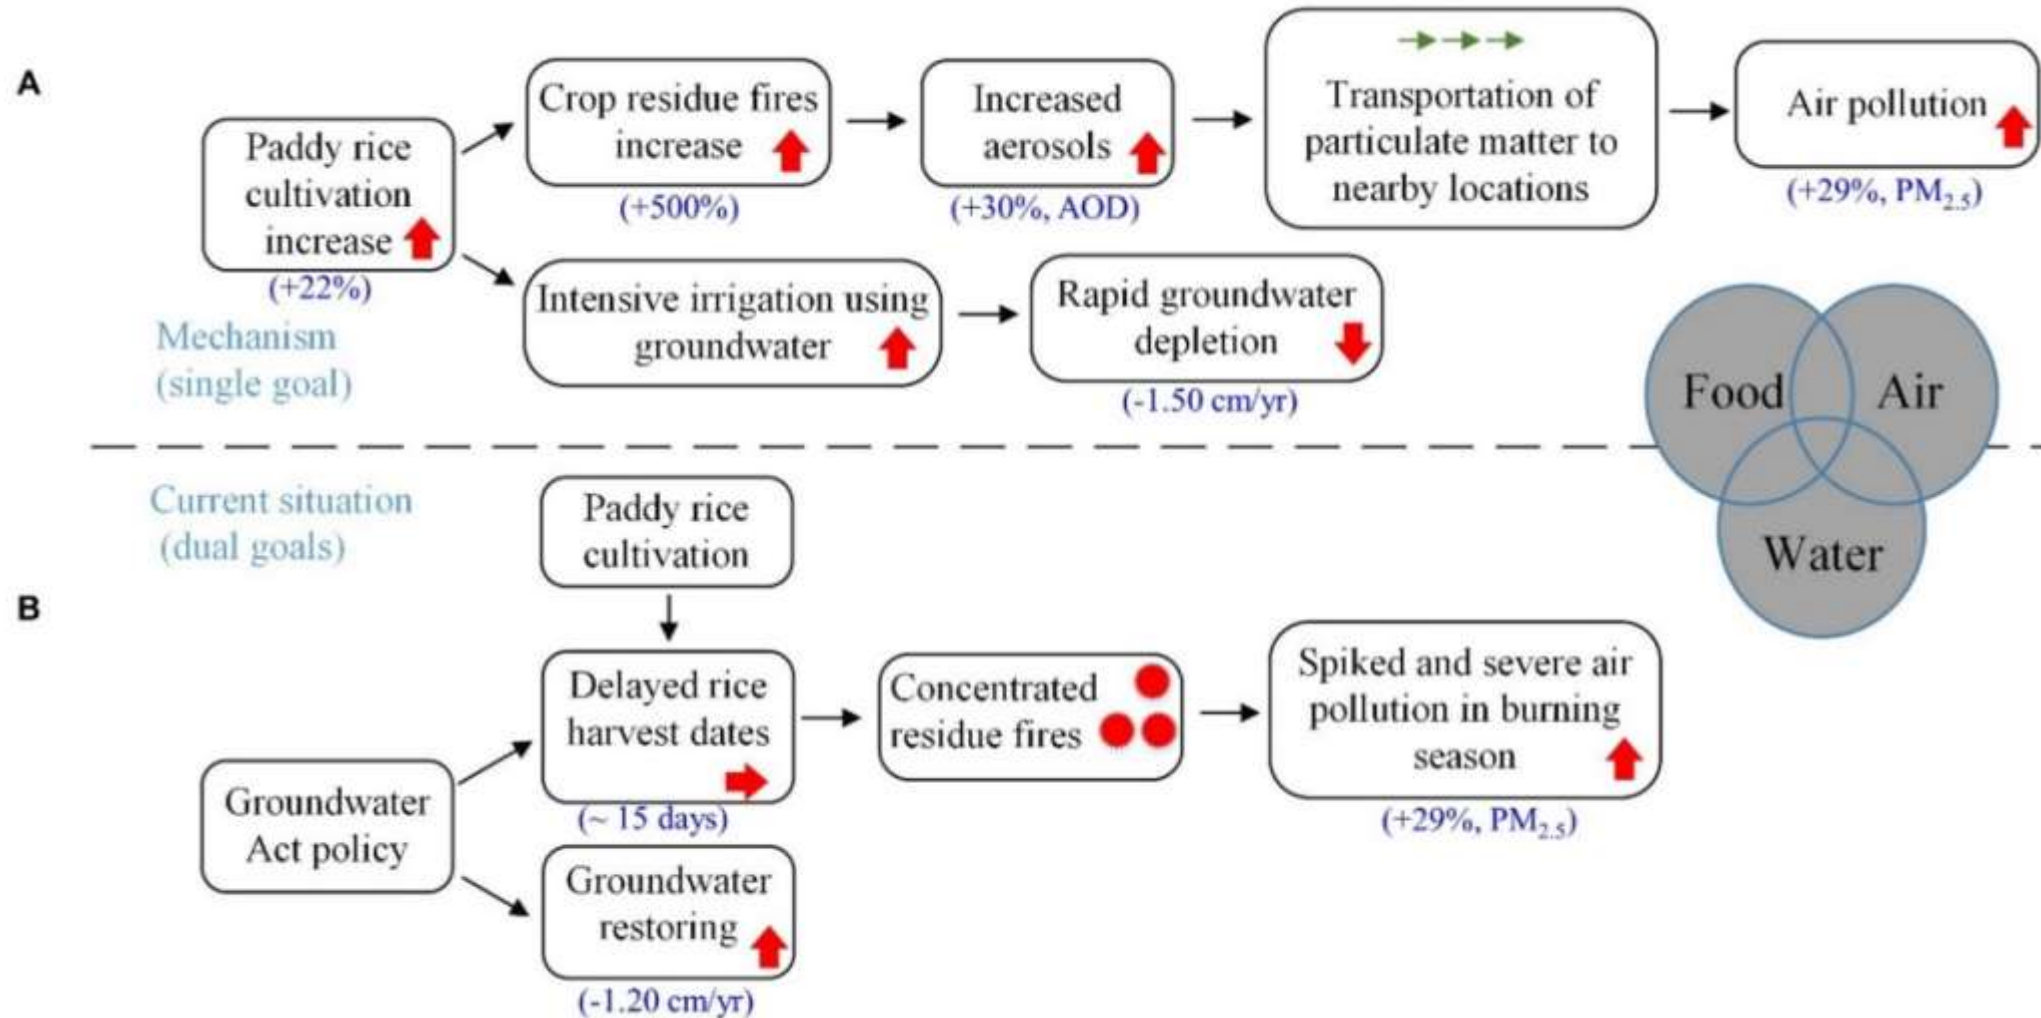 A
Paddy rice
cultivation
increase
(+22%)
Crop residue fires
increase
(+500%)
Increased
aerosols
(+30%, AOD)
Transportation of
particulate matter to
nearby locations
Air pollution
(+29%, PM2.5)
Intensive irrigation using
groundwater
Rapid groundwater
depletion
(-1.50 cm/yr)
Mechanism
(single goal)
Food
Air
Water
Current situation
(dual goals)
B
Paddy rice
cultivation
Delayed rice
harvest dates
(~ 15 days)
Concentrated
residue fires
Spiked and severe air
pollution in burning
season
(+29%, PM2.5)
Groundwater
Act policy
Groundwater
restoring
(-1.20 cm/yr)